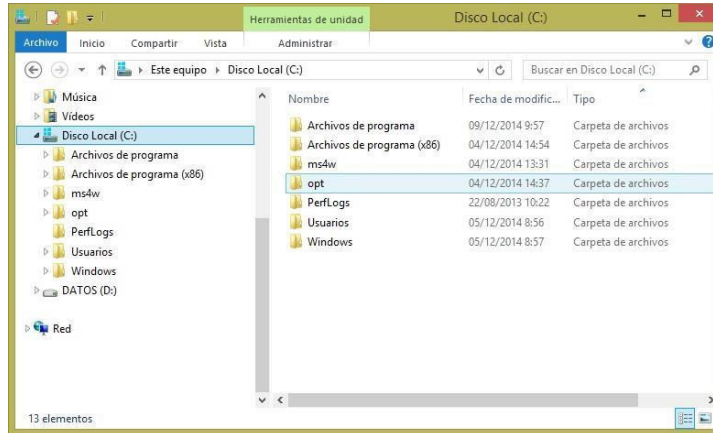 Herramientas de unidad
Disco Local (C:)
Archivo Inicio Compartir Vista Administrar
Este equipo Disco Local (C:)
Buscar en Disco Local (C:)
Música
Vídeos
Disco Local (C:)
Archivos de programa
Archivos de programa (x86)
ms4w
opt
PerfLogs
Usuarios
Windows
DATOS (D:)
Red
Nombre Fecha de modific... Tipo
Archivos de programa 09/12/2014 9:57 Carpeta de archivos
Archivos de programa (x86) 04/12/2014 14:54 Carpeta de archivos
ms4w 04/12/2014 13:31 Carpeta de archivos
opt 04/12/2014 14:37 Carpeta de archivos
PerfLogs 22/08/2013 10:22 Carpeta de archivos
Usuarios 05/12/2014 8:56 Carpeta de archivos
Windows 05/12/2014 8:57 Carpeta de archivos
13 elementos